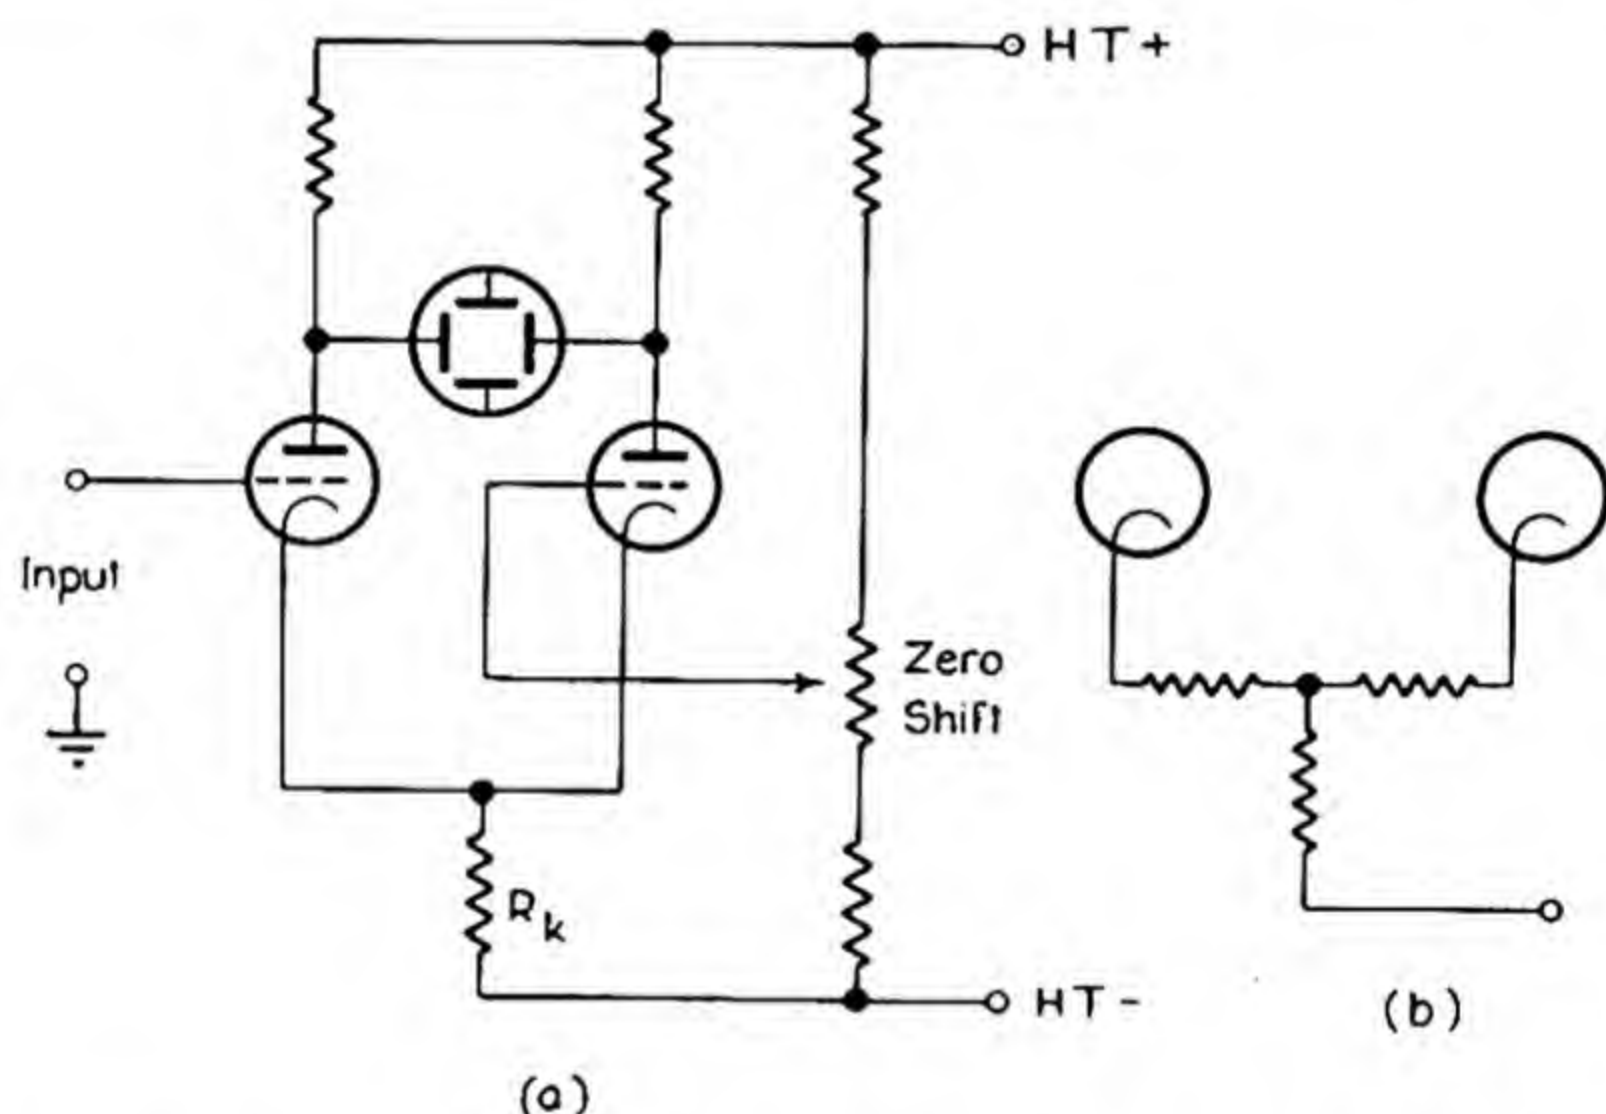 HT+
Input
Zero
Shift
Rk
HT-
(a)
(b)